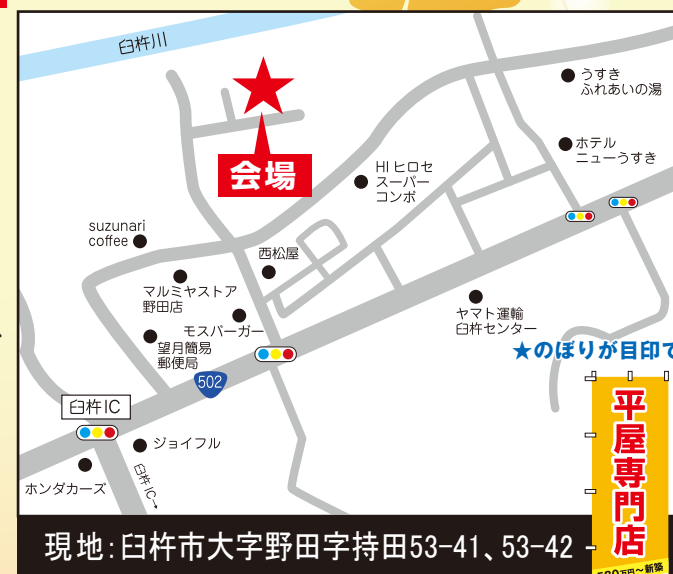 臼杵川
うすき
ふれあいの湯
ホテル
ニューうすき
会場
HIヒロセ
スーパー
コンボ
suzunari
coffee
西松屋
マルミヤストア
野田店
モスバーガー
望月簡易
郵便局
ヤマト運輸
臼杵センター
★のぼりが目印で
502
臼杵IC
ジョイフル
臼杵IC→
ホンダカーズ
平屋専門店
万円~新築
現地:臼杵市大字野田字持田53-41、53-42